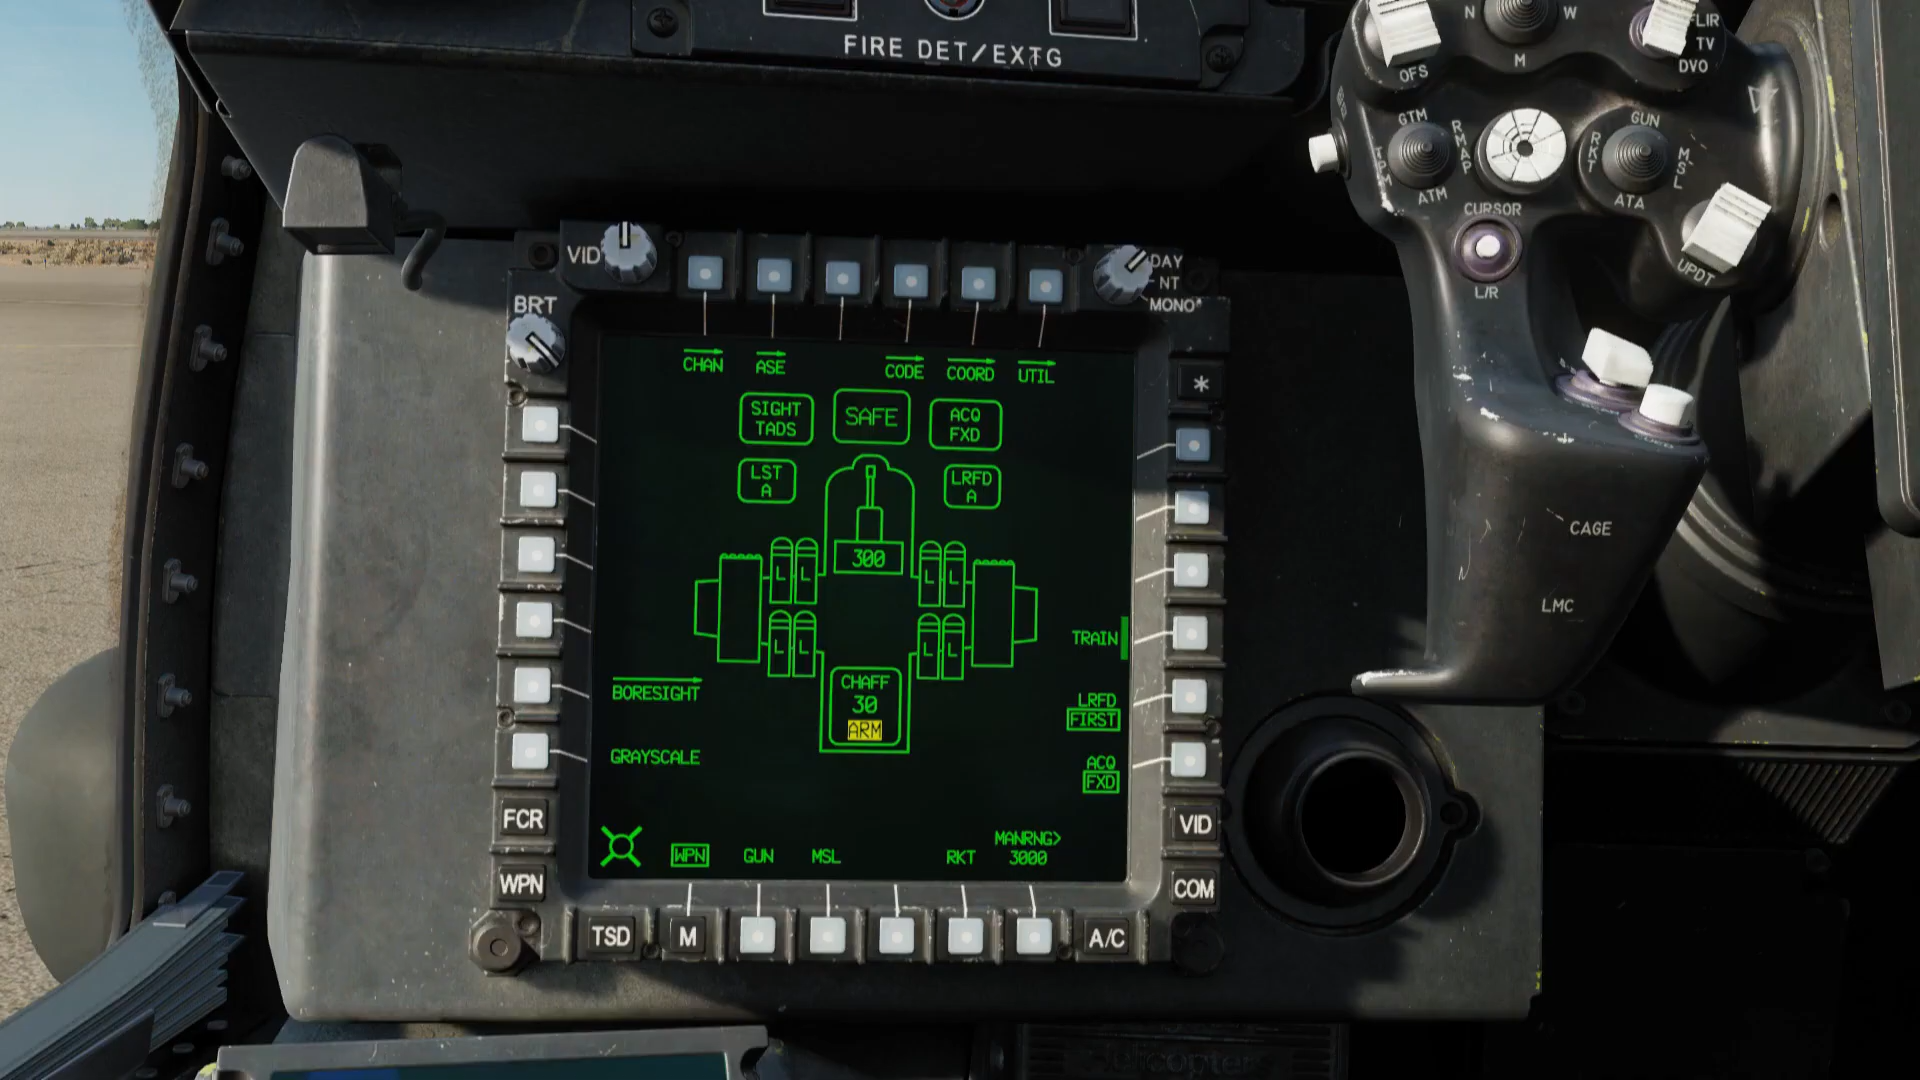 FIRE DET/EXTG
N
W
M
OFS
FLIR
TV
DVO
GTM
RMAP
ATM
GUN
RKT
MSL
ATA
CURSOR
L/R
UPDT
CAGE
LMC
VID
DAY
NT
MONO
BRT
*
CHAN
ASE
CODE
COORD
UTIL
SIGHT
TADS
SAFE
ACQ
FXD
LST
A
LRFD
A
300
L L
L L
L L
L L
TRAIN
BORESIGHT
CHAFF
30
ARM
LRFD
FIRST
GRAYSCALE
ACQ
FXD
WPN
GUN
MSL
RKT
MANRNG>
3000
FCR
WPN
TSD
M
A/C
VID
COM